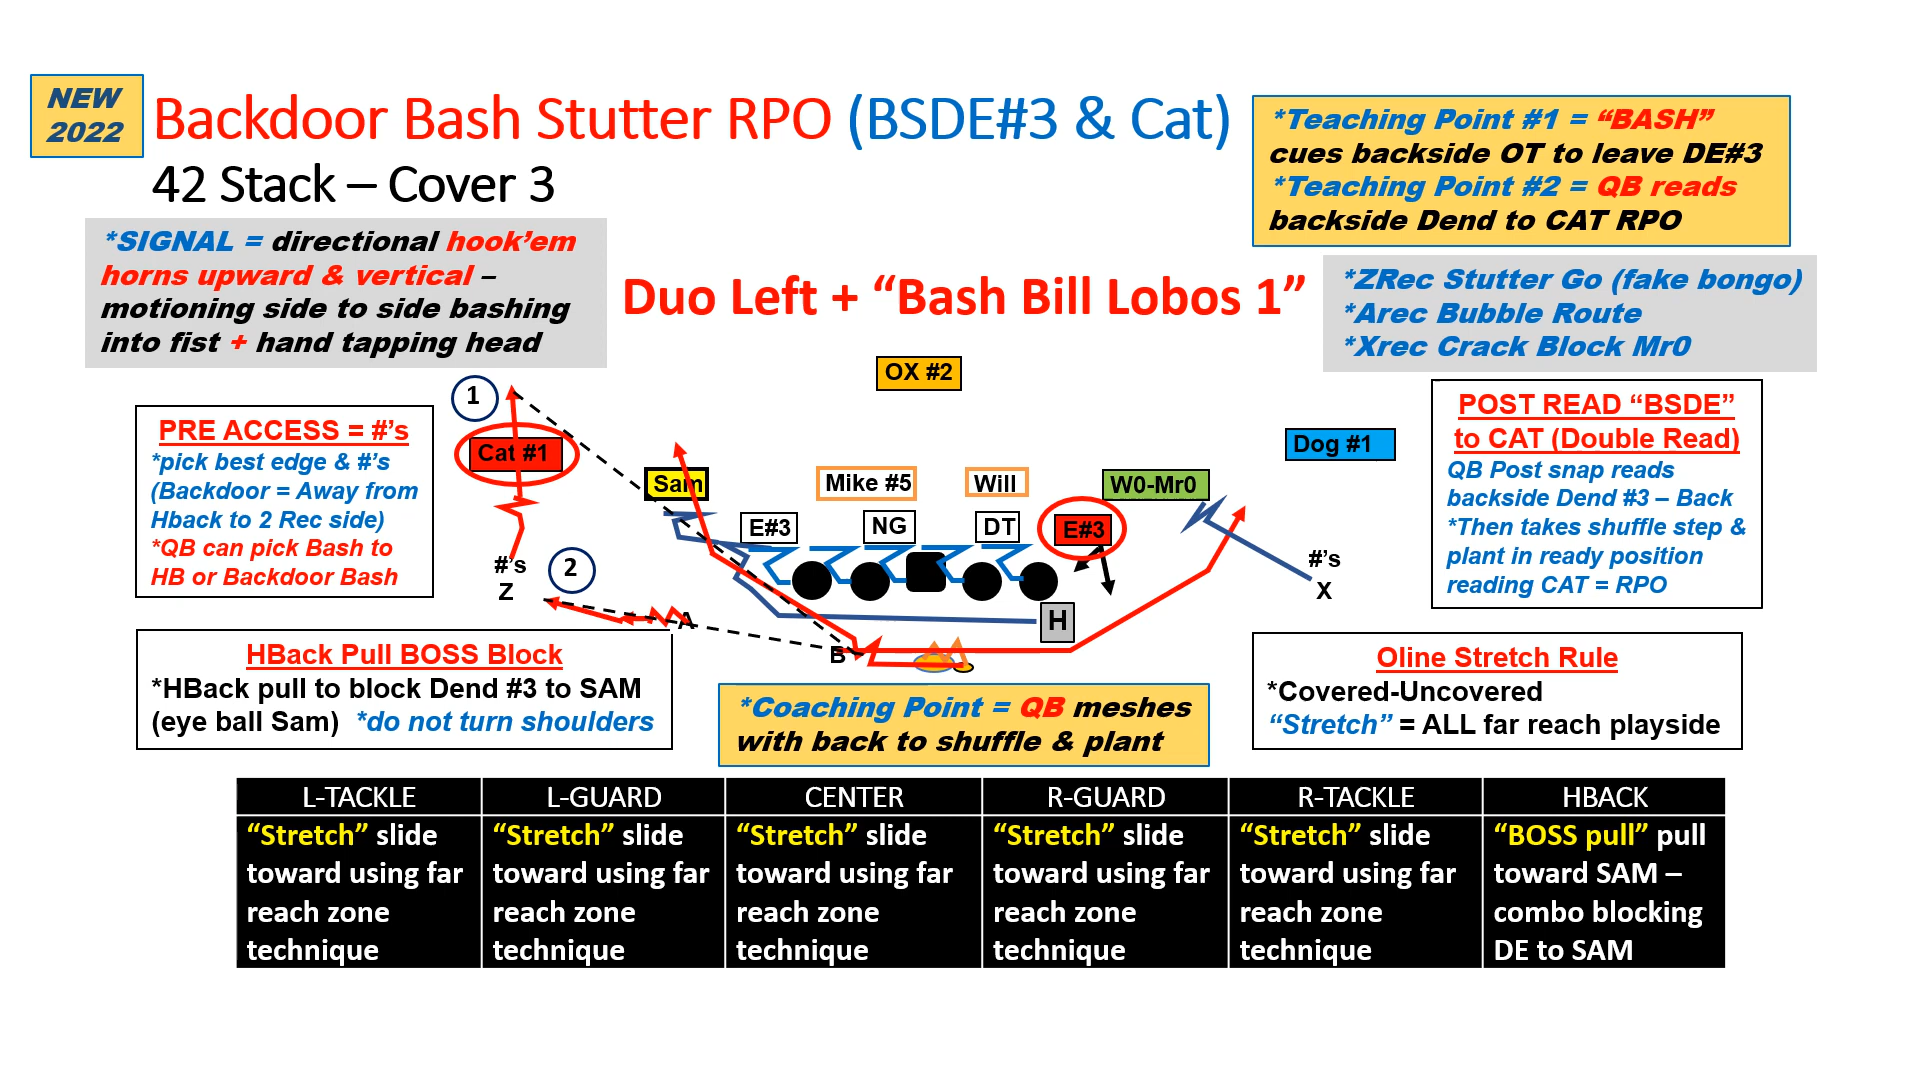 NEW
2022
Backdoor Bash Stutter RPO (BSDE#3 & Cat)
42 Stack – Cover 3
*Teaching Point #1 = “BASH”
cues backside OT to leave DE#3
*Teaching Point #2 = QB reads
backside Dend to CAT RPO
*SIGNAL = directional hook’em
horns upward & vertical –
motioning side to side bashing
into fist + hand tapping head
Duo Left + “Bash Bill Lobos 1”
*ZRec Stutter Go (fake bongo)
*Arec Bubble Route
*Xrec Crack Block Mr0
OX #2
1
PRE ACCESS = #’s
*pick best edge & #’s
(Backdoor = Away from
Hback to 2 Rec side)
*QB can pick Bash to
HB or Backdoor Bash
Cat #1
Dog #1
POST READ “BSDE”
to CAT (Double Read)
QB Post snap reads
backside Dend #3 – Back
*Then takes shuffle step &
plant in ready position
reading CAT = RPO
Sam
Mike #5
Will
W0-Mr0
E#3
NG
DT
E#3
#’s
Z
2
#’s
X
A
H
B
HBack Pull BOSS Block
*HBack pull to block Dend #3 to SAM
(eye ball Sam) *do not turn shoulders
*Coaching Point = QB meshes
with back to shuffle & plant
Oline Stretch Rule
*Covered-Uncovered
“Stretch” = ALL far reach playside
L-TACKLE
L-GUARD
CENTER
R-GUARD
R-TACKLE
HBACK
“Stretch” slide
toward using far
reach zone
technique
“Stretch” slide
toward using far
reach zone
technique
“Stretch” slide
toward using far
reach zone
technique
“Stretch” slide
toward using far
reach zone
technique
“Stretch” slide
toward using far
reach zone
technique
“BOSS pull” pull
toward SAM –
combo blocking
DE to SAM